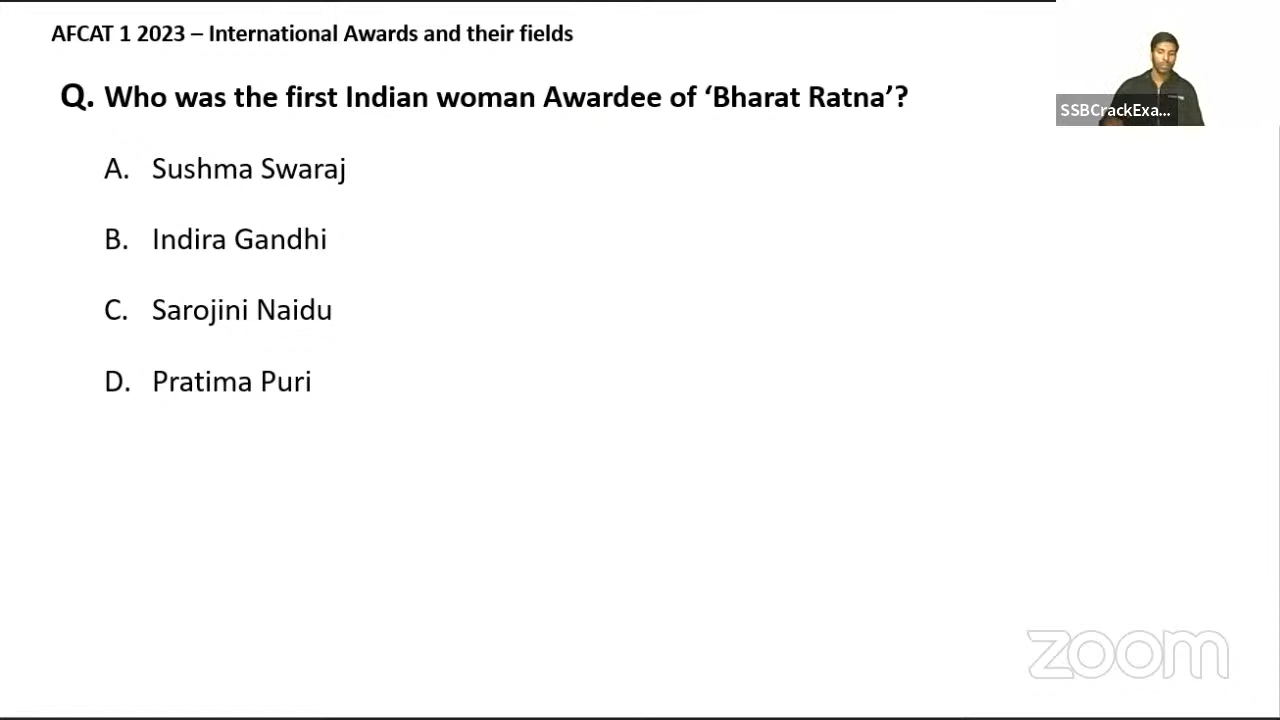 AFCAT 1 2023 – International Awards and their fields
Q. Who was the first Indian woman Awardee of ‘Bharat Ratna’?
SSBCrackExa...
A. Sushma Swaraj
B. Indira Gandhi
C. Sarojini Naidu
D. Pratima Puri
zoom